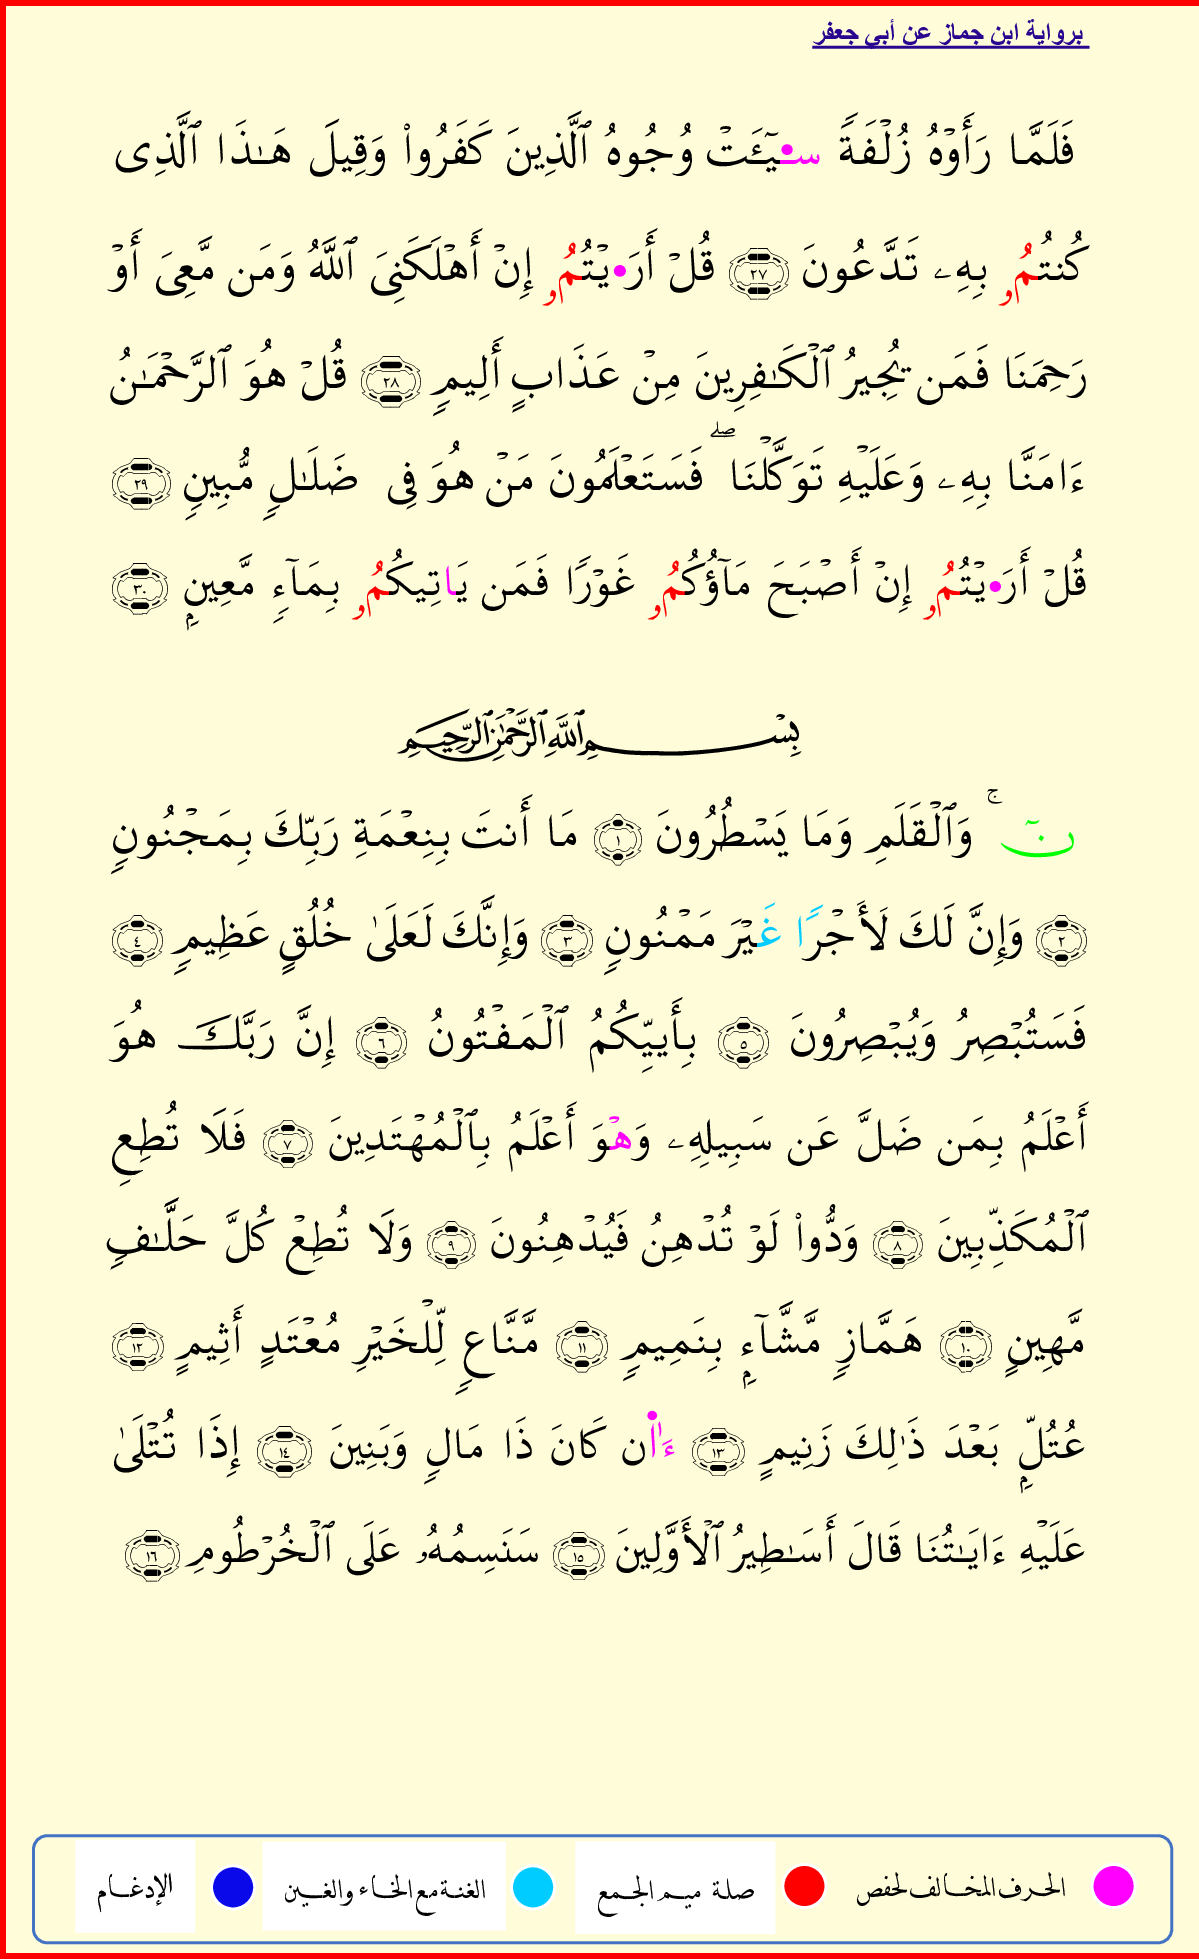 برواية ابن جماز عن أبي جعفر
فَلَمَّا رَأَوْهُ زُلْفَةً سِيٓـَٔتْ وُجُوهُ ٱلَّذِينَ كَفَرُوا۟ وَقِيلَ هَـٰذَا ٱلَّذِى
كُنتُمُۥ بِهِۦ تَدَّعُونَ ٢٧ قُلْ أَرَ•يْتُمُۥ إِنْ أَهْلَكَنِىَ ٱللَّهُ وَمَن مَّعِىَ أَوْ
رَحِمَنَا فَمَن يُجِيرُ ٱلْكَـٰفِرِينَ مِنْ عَذَابٍ أَلِيمٍ ٢٨ قُلْ هُوَ ٱلرَّحْمَـٰنُ
ءَامَنَّا بِهِۦ وَعَلَيْهِ تَوَكَّلْنَا ۖ فَسَتَعْلَمُونَ مَنْ هُوَ فِى ضَلَـٰلٍ مُّبِينٍ ٢٩
قُلْ أَرَ•يْتُمُۥ إِنْ أَصْبَحَ مَآؤُكُمُۥ غَوْرًا فَمَن يَاتِيكُمُۥ بِمَآءٍ مَّعِينٍ ٣٠
بِسْمِ ٱللَّهِ ٱلرَّحْمَـٰنِ ٱلرَّحِيمِ
نٓ ۚ وَٱلْقَلَمِ وَمَا يَسْطُرُونَ ١ مَا أَنتَ بِنِعْمَةِ رَبِّكَ بِمَجْنُونٍ
٢ وَإِنَّ لَكَ لَأَجْرًا غَيْرَ مَمْنُونٍ ٣ وَإِنَّكَ لَعَلَىٰ خُلُقٍ عَظِيمٍ ٤
فَسَتُبْصِرُ وَيُبْصِرُونَ ٥ بِأَييِّكُمُ ٱلْمَفْتُونُ ٦ إِنَّ رَبَّكَ هُوَ
أَعْلَمُ بِمَن ضَلَّ عَن سَبِيلِهِۦ وَهْوَ أَعْلَمُ بِٱلْمُهْتَدِينَ ٧ فَلَا تُطِعِ
ٱلْمُكَذِّبِينَ ٨ وَدُّوا۟ لَوْ تُدْهِنُ فَيُدْهِنُونَ ٩ وَلَا تُطِعْ كُلَّ حَلَّـٰفٍ
مَّهِينٍ ١٠ هَمَّازٍ مَّشَّآءٍ بِنَمِيمٍ ١١ مَّنَّاعٍ لِّلْخَيْرِ مُعْتَدٍ أَثِيمٍ ١٢
عُتُلٍّ بَعْدَ ذَٰلِكَ زَنِيمٍ ١٣ ءَا۬ن كَانَ ذَا مَالٍ وَبَنِينَ ١٤ إِذَا تُتْلَىٰ
عَلَيْهِ ءَايَـٰتُنَا قَالَ أَسَـٰطِيرُ ٱلْأَوَّلِينَ ١٥ سَنَسِمُهُۥ عَلَى ٱلْخُرْطُومِ ١٦
الحرف المخالف لحفص صلة ميم الجمع الغنة مع الخاء والغين الإدغام